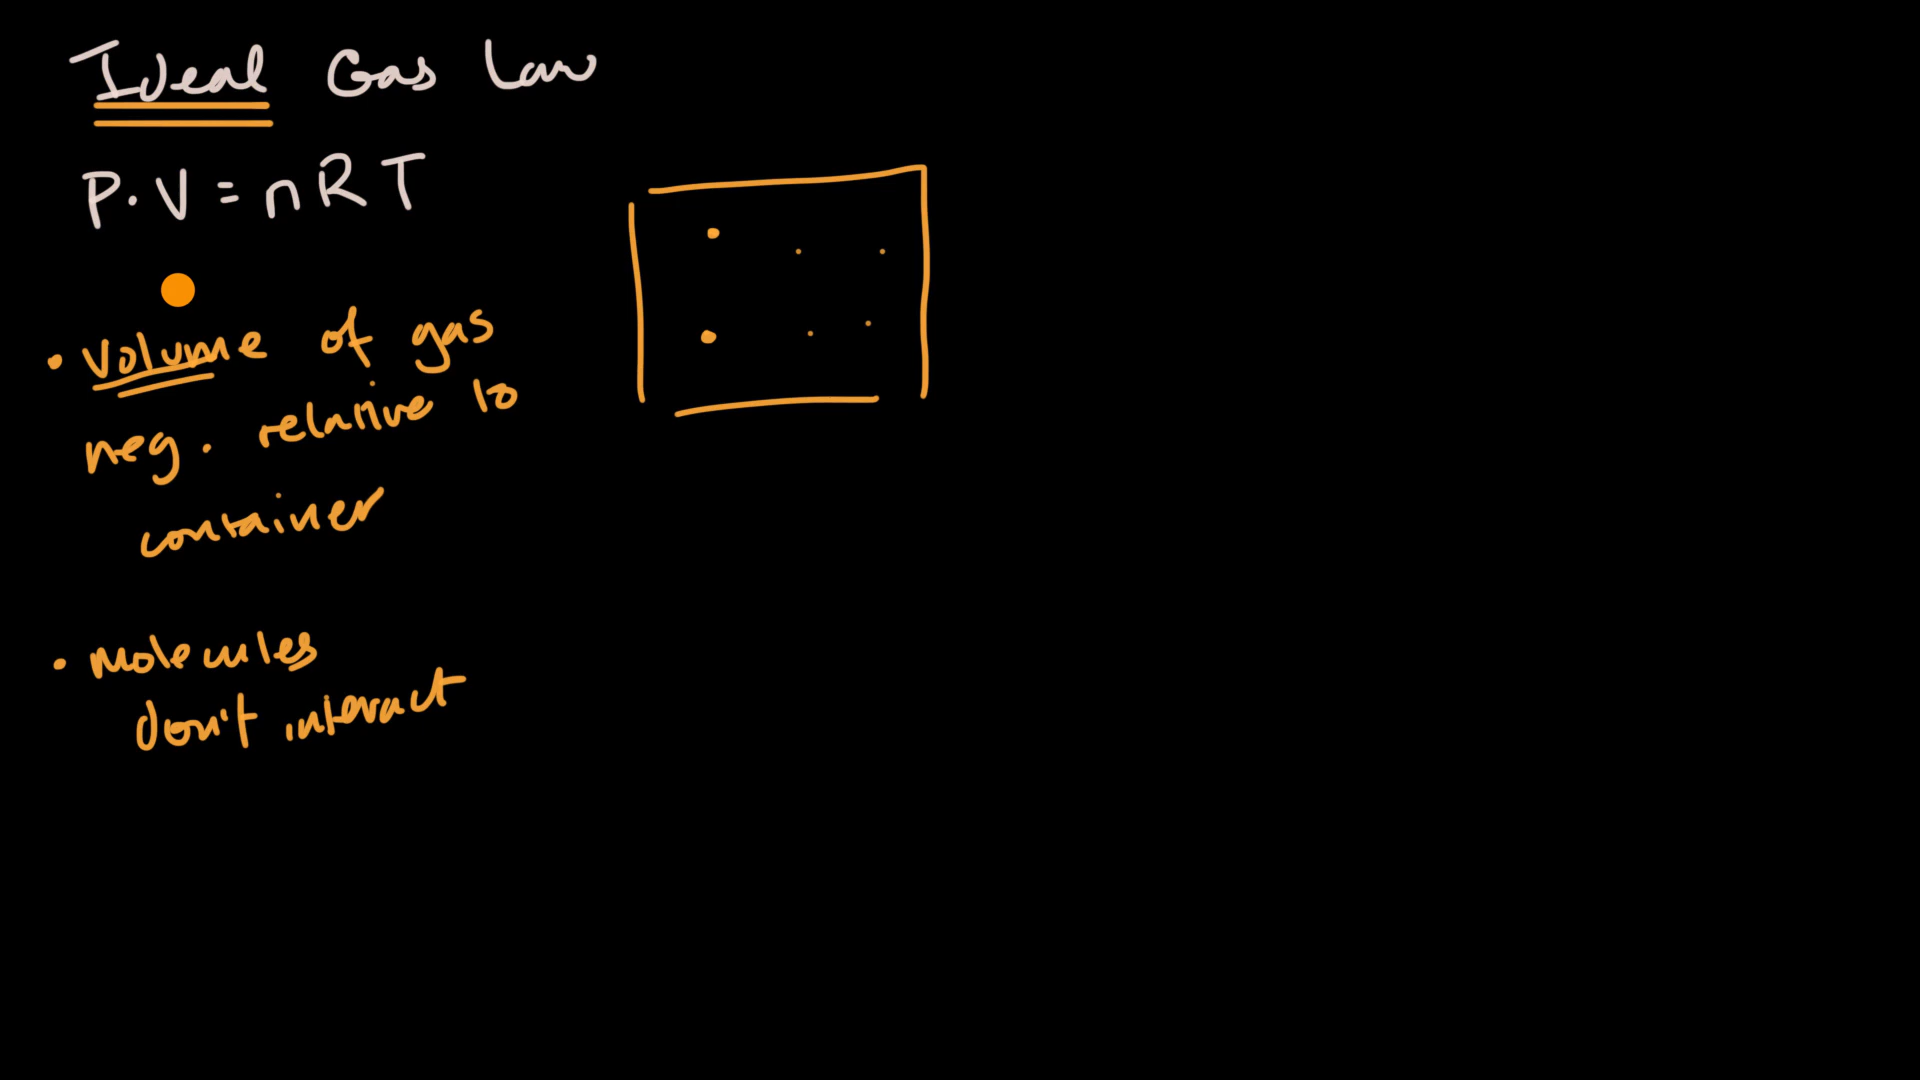 Ideal Gas Law
P·V = nRT
• volume of gas
neg. relative to
container
• molecules
don't interact